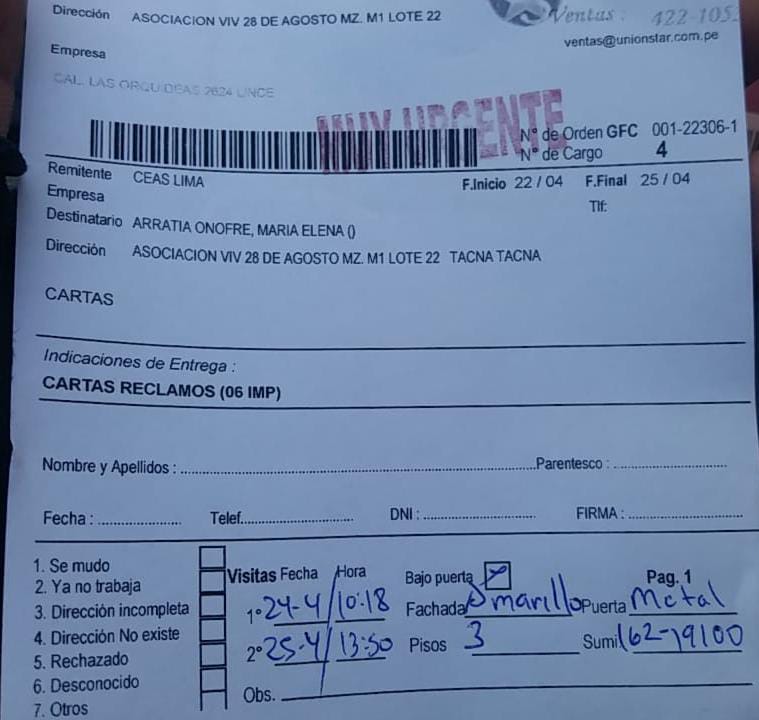 Dirección ASOCIACION VIV 28 DE AGOSTO MZ. M1 LOTE 22
Ventas : 422-105
ventas@unionstar.com.pe
Empresa
CAL. LAS ORQUIDEAS 2624 LINCE
MUY URGENTE
N° de Orden GFC 001-22306-1
N° de Cargo 4
Remitente CEAS LIMA
F.Inicio 22 / 04 F.Final 25 / 04
Empresa
Tlf:
Destinatario ARRATIA ONOFRE, MARIA ELENA ()
Dirección ASOCIACION VIV 28 DE AGOSTO MZ. M1 LOTE 22 TACNA TACNA
CARTAS
Indicaciones de Entrega :
CARTAS RECLAMOS (06 IMP)
Nombre y Apellidos : Parentesco :
Fecha : Telef. DNI : FIRMA :
1. Se mudo
2. Ya no trabaja
3. Dirección incompleta
4. Dirección No existe
5. Rechazado
6. Desconocido
7. Otros
Visitas Fecha Hora
1° 24-4 / 10:18
2° 25-4 / 13:50
Obs.
Bajo puerta
Pag. 1
Fachada Amarillo Puerta Metal
Pisos 3 Sumi 162-19100